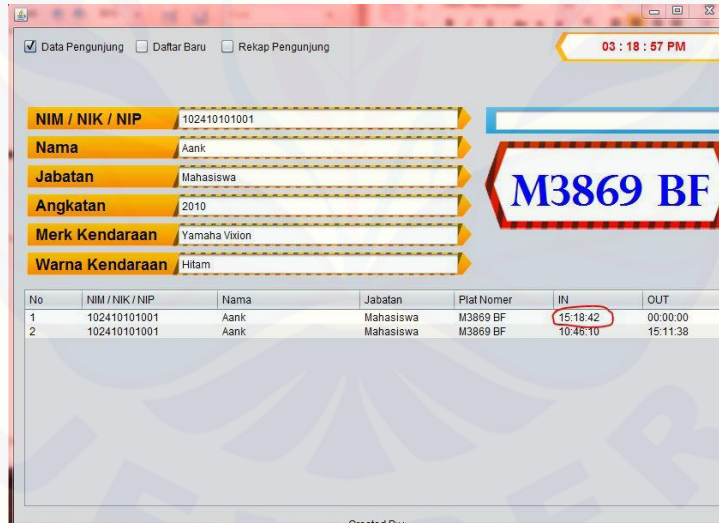 Data Pengunjung Daftar Baru Rekap Pengunjung 03 : 18 : 57 PM
NIM / NIK / NIP 102410101001
Nama Aank
Jabatan Mahasiswa
Angkatan 2010
Merk Kendaraan Yamaha Vixion
Warna Kendaraan Hitam
M3869 BF
No NIM / NIK / NIP Nama Jabatan Plat Nomer IN OUT
1 102410101001 Aank Mahasiswa M3869 BF 15:18:42 00:00:00
2 102410101001 Aank Mahasiswa M3869 BF 10:46:10 15:11:38